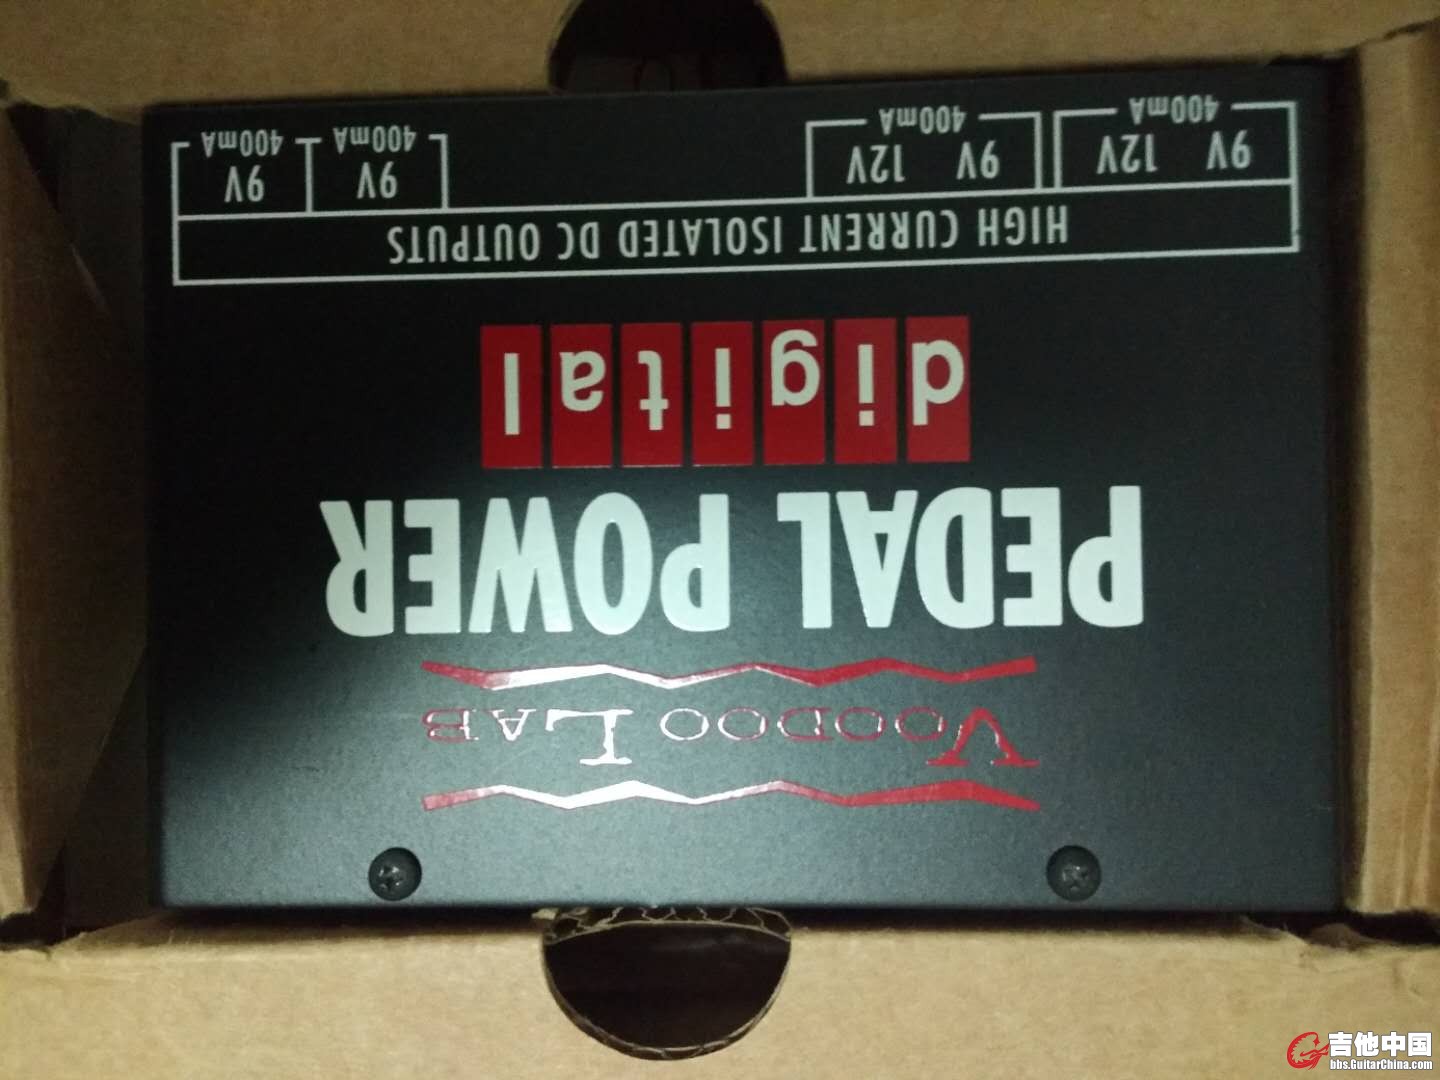 VOODOO LAB
PEDAL POWER
digital
HIGH CURRENT ISOLATED DC OUTPUTS
9V 12V 9V 12V 9V 9V
400mA 400mA 400mA 400mA
吉他中国
bbs.GuitarChina.com